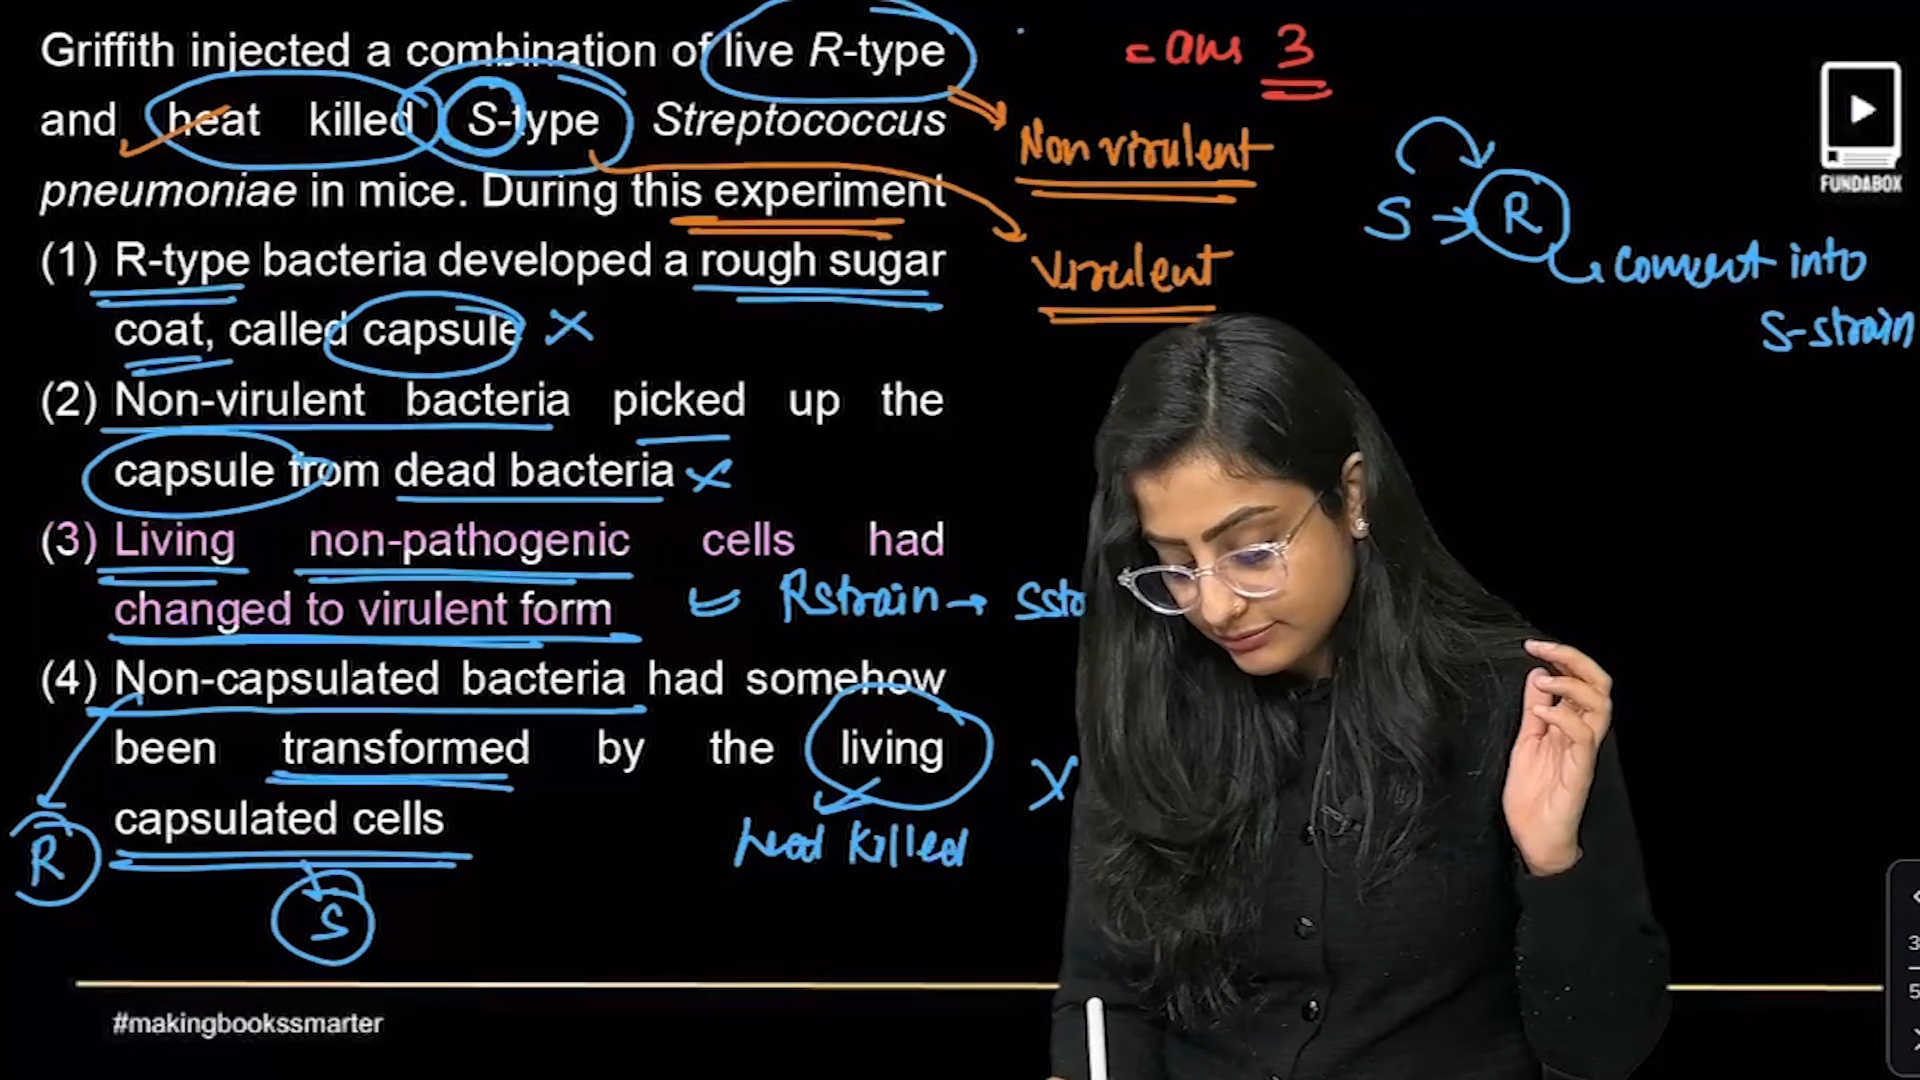 Griffith injected a combination of live R-type
= ans 3
and heat killed S-type Streptococcus
Non virulent
pneumoniae in mice. During this experiment
(1) R-type bacteria developed a rough sugar
virulent
coat, called capsule ×
S → R
convert into
S-strain
FUNDABOX
(2) Non-virulent bacteria picked up the
capsule from dead bacteria ×
(3) Living non-pathogenic cells had
changed to virulent form
Rstrain → sstr
(4) Non-capsulated bacteria had somehow
been transformed by the living
×
capsulated cells
heat killed
R
S
#makingbookssmarter
3
5